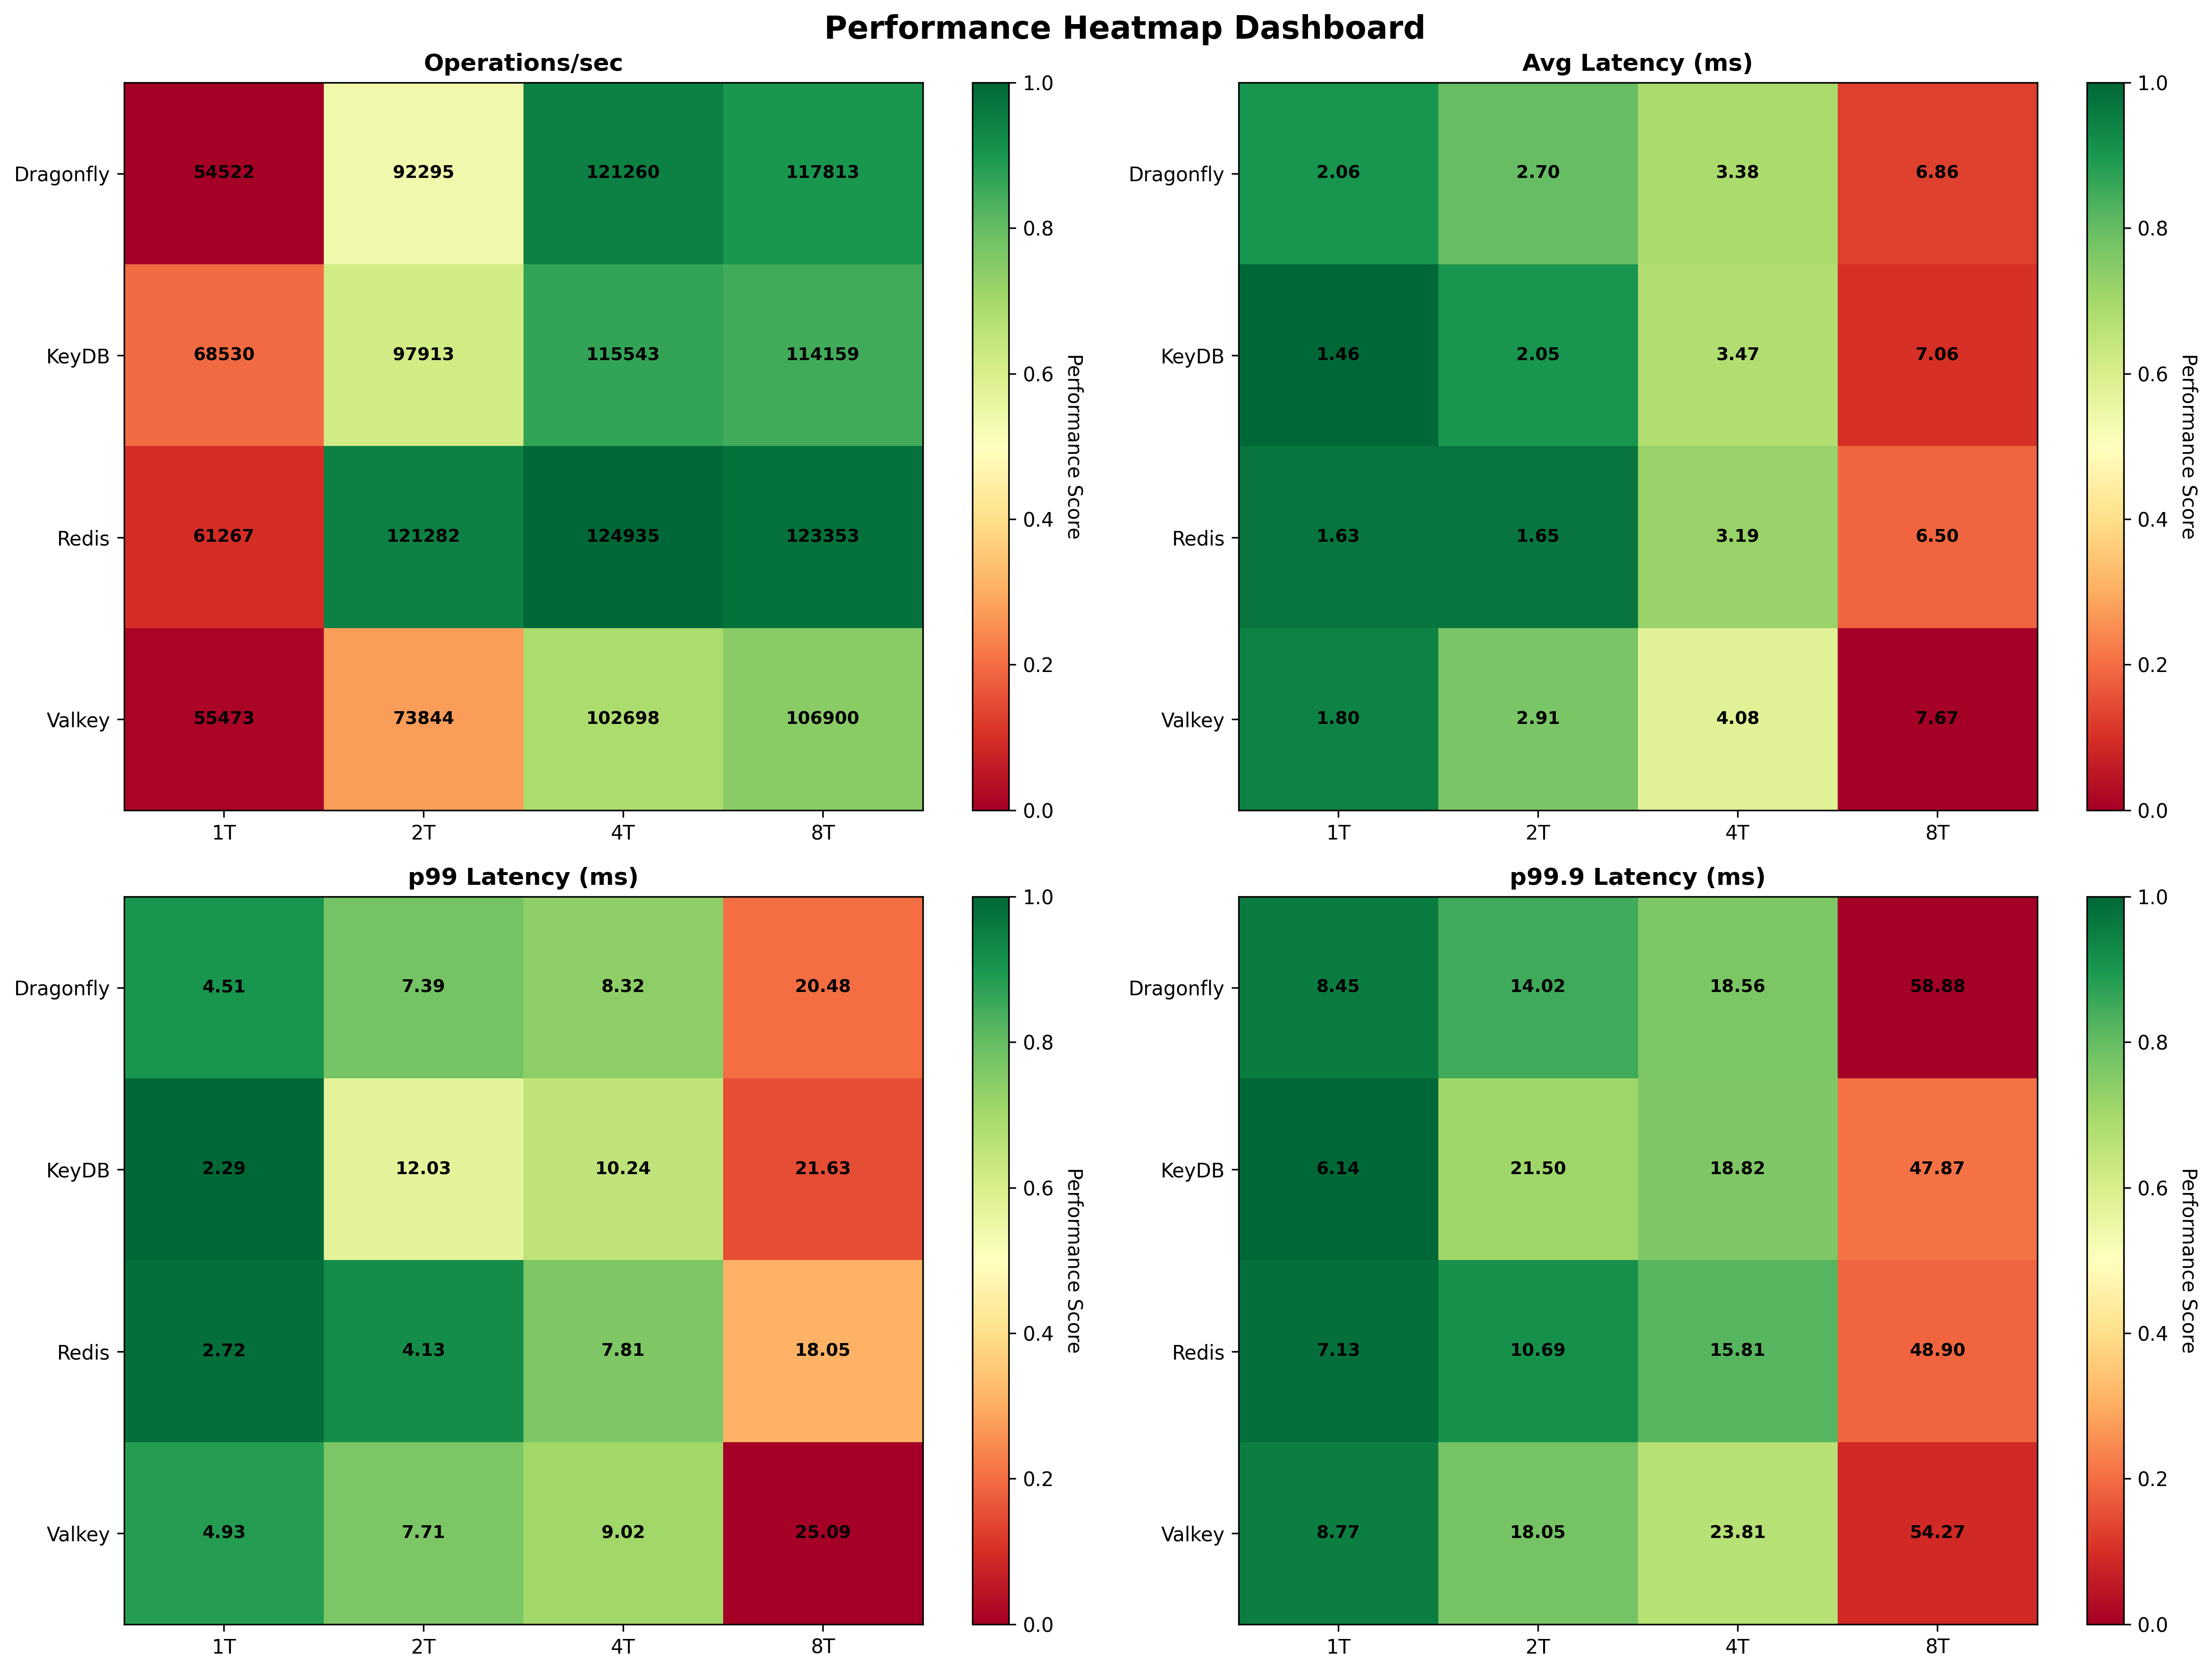 Performance Heatmap Dashboard
Operations/sec
Dragonfly 54522 92295 121260 117813
KeyDB 68530 97913 115543 114159
Redis 61267 121282 124935 123353
Valkey 55473 73844 102698 106900
1T 2T 4T 8T
1.0
0.8
0.6
0.4
0.2
0.0
Performance Score
Avg Latency (ms)
Dragonfly 2.06 2.70 3.38 6.86
KeyDB 1.46 2.05 3.47 7.06
Redis 1.63 1.65 3.19 6.50
Valkey 1.80 2.91 4.08 7.67
1T 2T 4T 8T
1.0
0.8
0.6
0.4
0.2
0.0
Performance Score
p99 Latency (ms)
Dragonfly 4.51 7.39 8.32 20.48
KeyDB 2.29 12.03 10.24 21.63
Redis 2.72 4.13 7.81 18.05
Valkey 4.93 7.71 9.02 25.09
1T 2T 4T 8T
1.0
0.8
0.6
0.4
0.2
0.0
Performance Score
p99.9 Latency (ms)
Dragonfly 8.45 14.02 18.56 58.88
KeyDB 6.14 21.50 18.82 47.87
Redis 7.13 10.69 15.81 48.90
Valkey 8.77 18.05 23.81 54.27
1T 2T 4T 8T
1.0
0.8
0.6
0.4
0.2
0.0
Performance Score